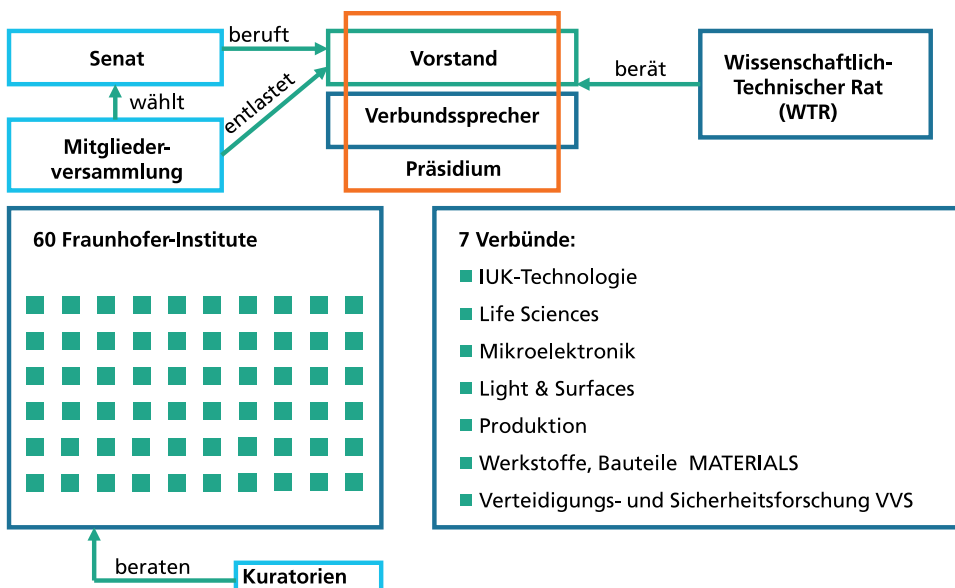 Senat
beruft
Vorstand
berät
Wissenschaftlich-
Technischer Rat
(WTR)
wählt
entlastet
Verbundssprecher
Mitglieder-
versammlung
Präsidium
60 Fraunhofer-Institute
7 Verbünde:
IUK-Technologie
Life Sciences
Mikroelektronik
Light & Surfaces
Produktion
Werkstoffe, Bauteile MATERIALS
Verteidigungs- und Sicherheitsforschung VVS
beraten
Kuratorien